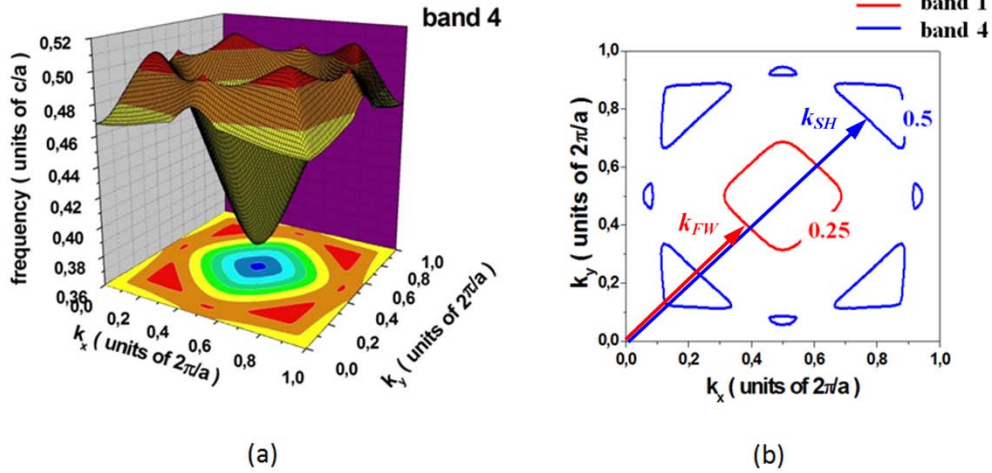 band 4
0,52
0,50
0,48
0,46
0,44
0,42
0,40
0,38
0,36
frequency ( units of c/a )
0,0
0,2
0,4
0,6
0,8
1,0
k_x ( units of 2π/a )
0,0
0,2
0,4
0,6
0,8
1,0
k_y ( units of 2π/a )
(a)
band 1
band 4
1,0
0,8
0,6
0,4
0,2
0,0
k_y ( units of 2π/a )
k_SH
0.5
k_FW
0.25
0,0
0,2
0,4
0,6
0,8
1,0
k_x ( units of 2π/a )
(b)